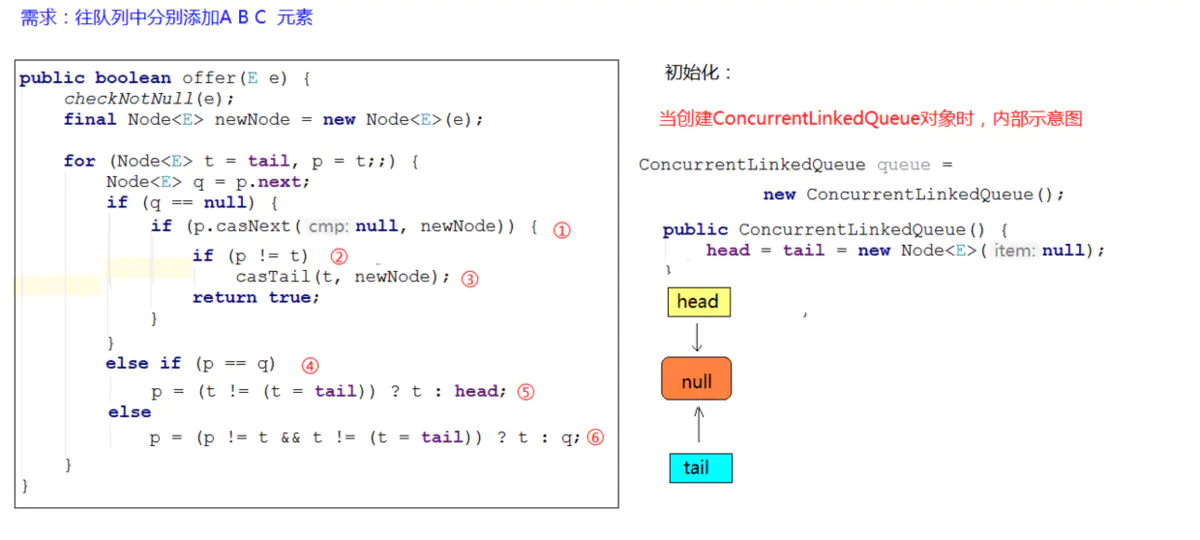 需求：往队列中分别添加A B C 元素
public boolean offer(E e) {
checkNotNull(e);
final Node<E> newNode = new Node<E>(e);
for (Node<E> t = tail, p = t;;) {
Node<E> q = p.next;
if (q == null) {
if (p.casNext( cmp: null, newNode)) { ①
if (p != t) ②
casTail(t, newNode); ③
return true;
}
}
else if (p == q) ④
p = (t != (t = tail)) ? t : head; ⑤
else
p = (p != t && t != (t = tail)) ? t : q; ⑥
}
}
初始化：
当创建ConcurrentLinkedQueue对象时，内部示意图
ConcurrentLinkedQueue queue =
new ConcurrentLinkedQueue();
public ConcurrentLinkedQueue() {
head = tail = new Node<E>( item: null);
}
head
null
tail